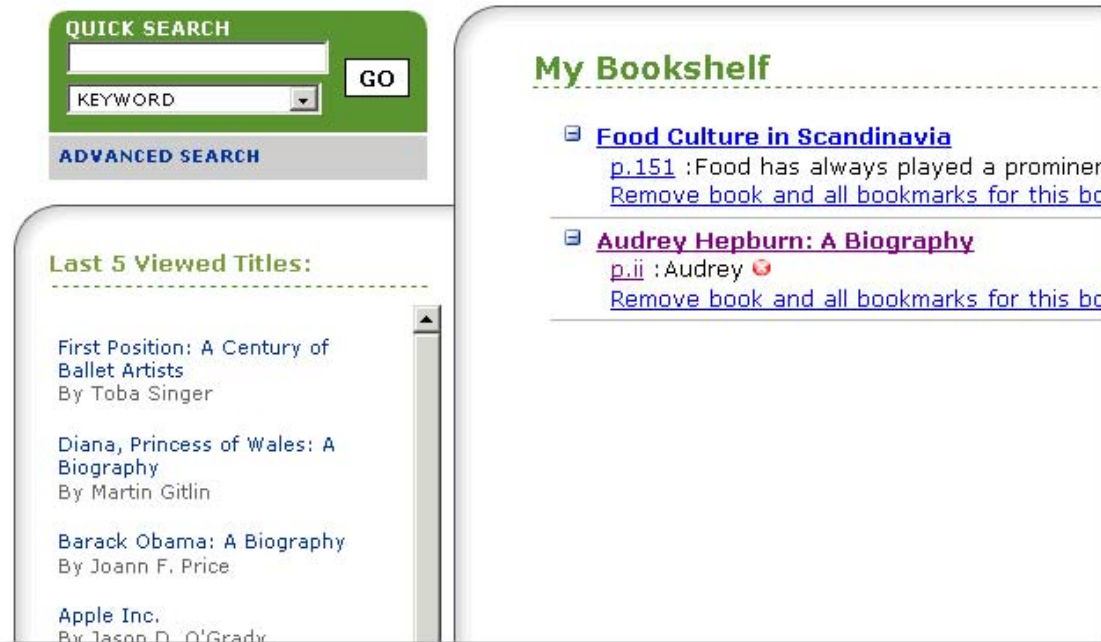 QUICK SEARCH
GO
KEYWORD
ADVANCED SEARCH
Last 5 Viewed Titles:
First Position: A Century of
Ballet Artists
By Toba Singer
Diana, Princess of Wales: A
Biography
By Martin Gitlin
Barack Obama: A Biography
By Joann F. Price
Apple Inc.
By Jason D. O'Grady
My Bookshelf
Food Culture in Scandinavia
p.151 :Food has always played a
Remove book and all bookmarks for this
Audrey Hepburn: A Biography
p.ii :Audrey
Remove book and all bookmarks for this